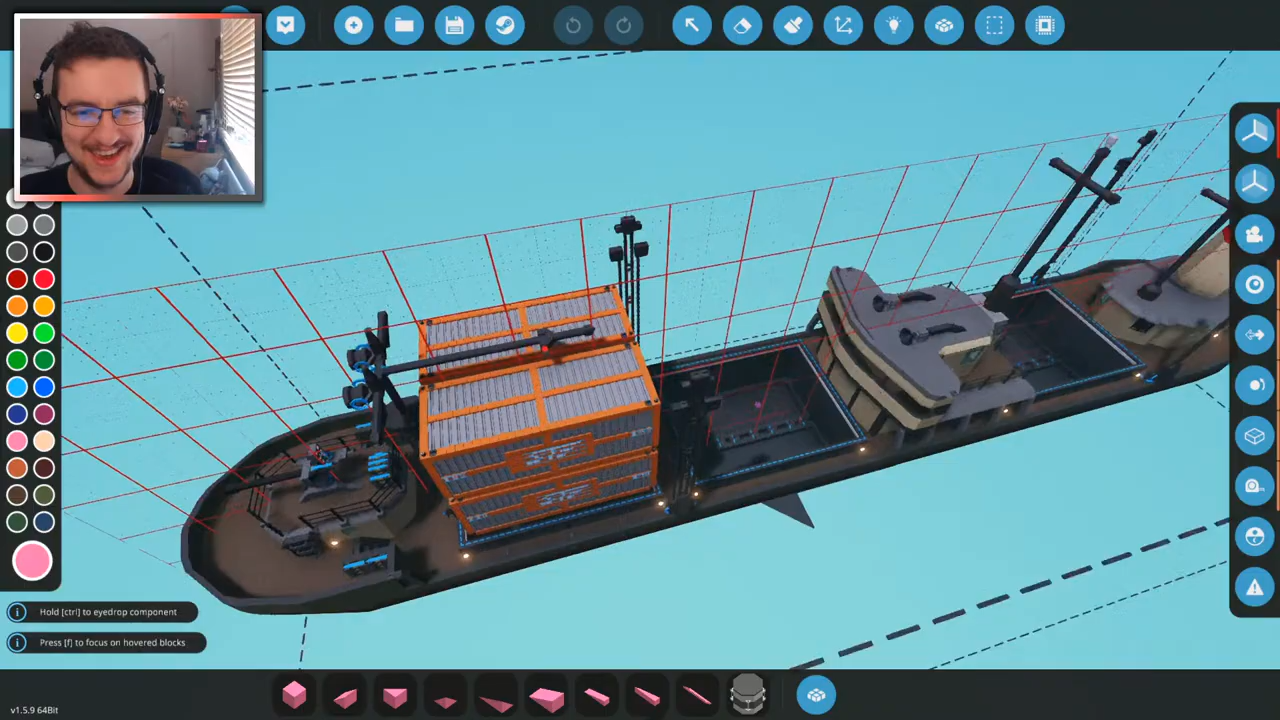 Hold [ctrl] to eyedrop component
Press [f] to focus on hovered blocks
v1.5.9 64Bit